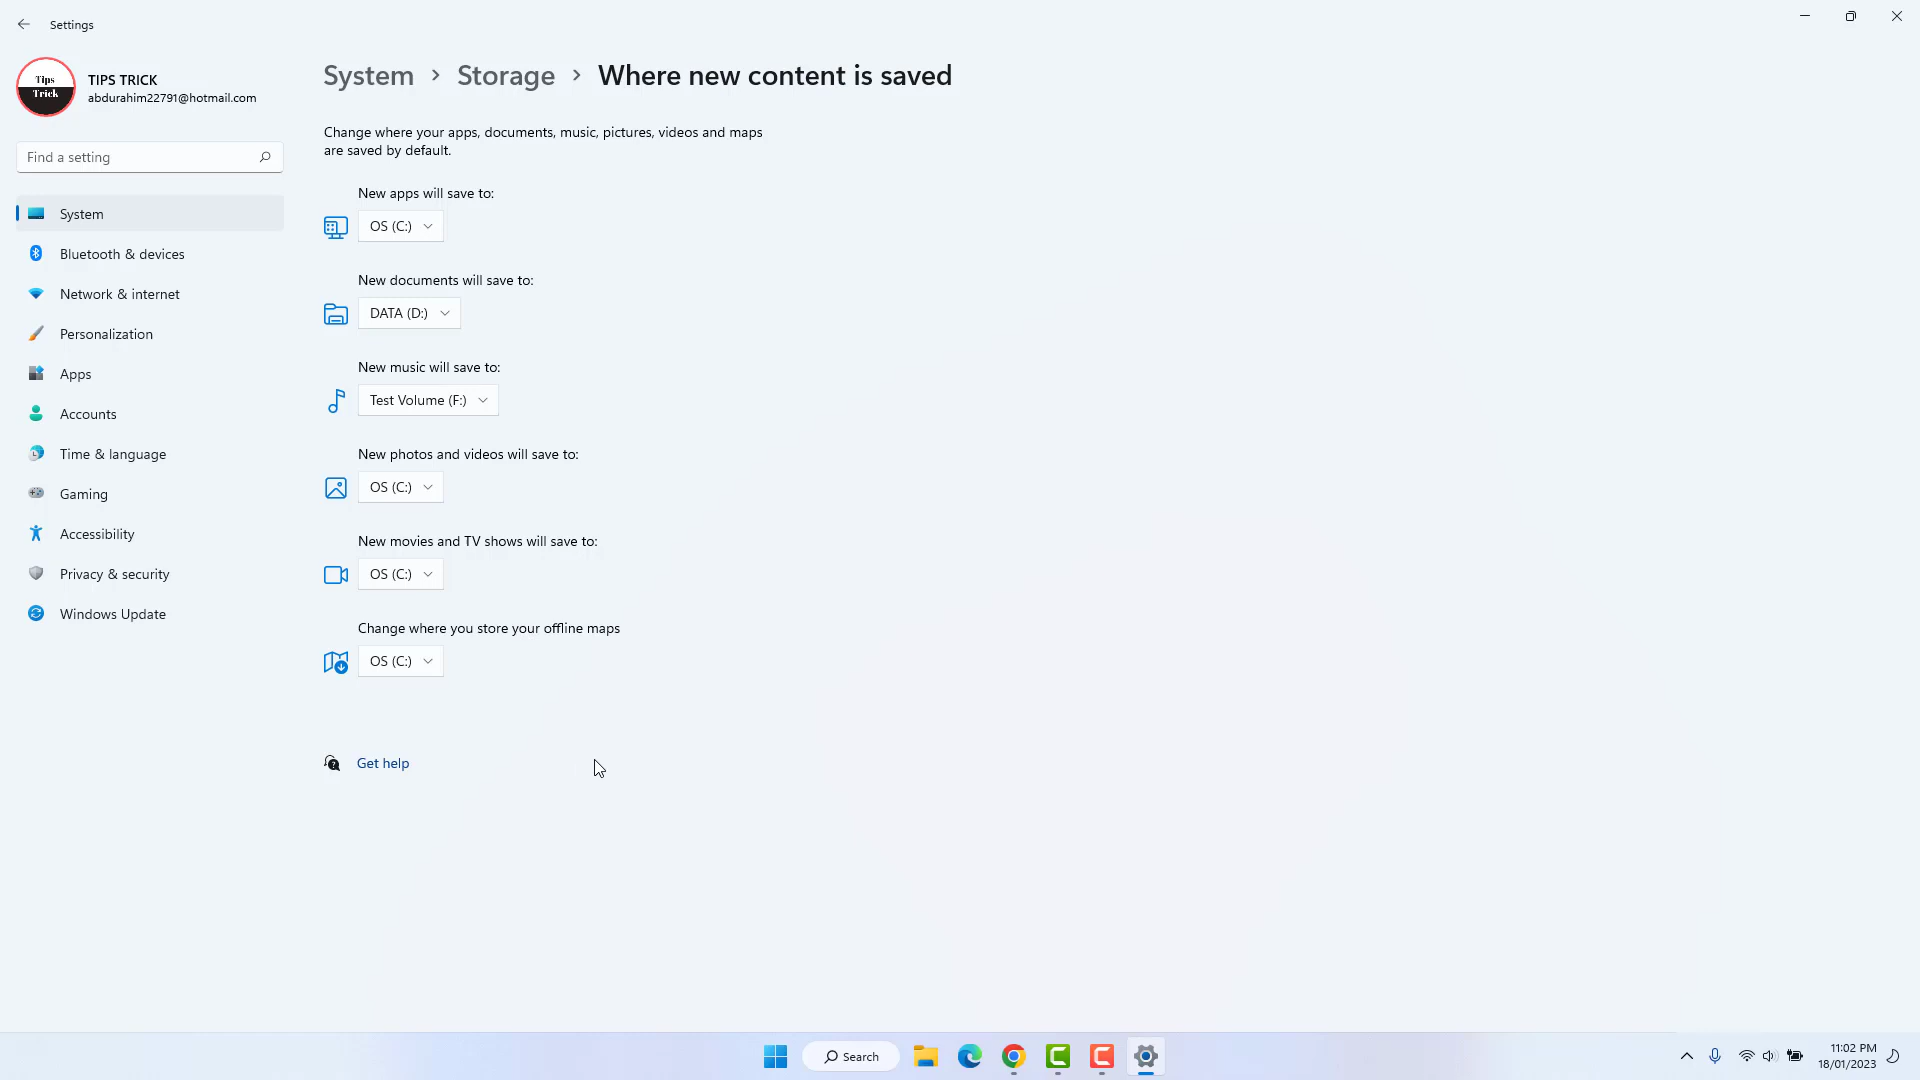 Settings
Tips
Trick
TIPS TRICK
abdurahim22791@hotmail.com
Find a setting
System
Bluetooth & devices
Network & internet
Personalization
Apps
Accounts
Time & language
Gaming
Accessibility
Privacy & security
Windows Update
System > Storage > Where new content is saved
Change where your apps, documents, music, pictures, videos and maps
are saved by default.
New apps will save to:
OS (C:)
New documents will save to:
DATA (D:)
New music will save to:
Test Volume (F:)
New photos and videos will save to:
OS (C:)
New movies and TV shows will save to:
OS (C:)
Change where you store your offline maps
OS (C:)
Get help
Search
11:02 PM
18/01/2023